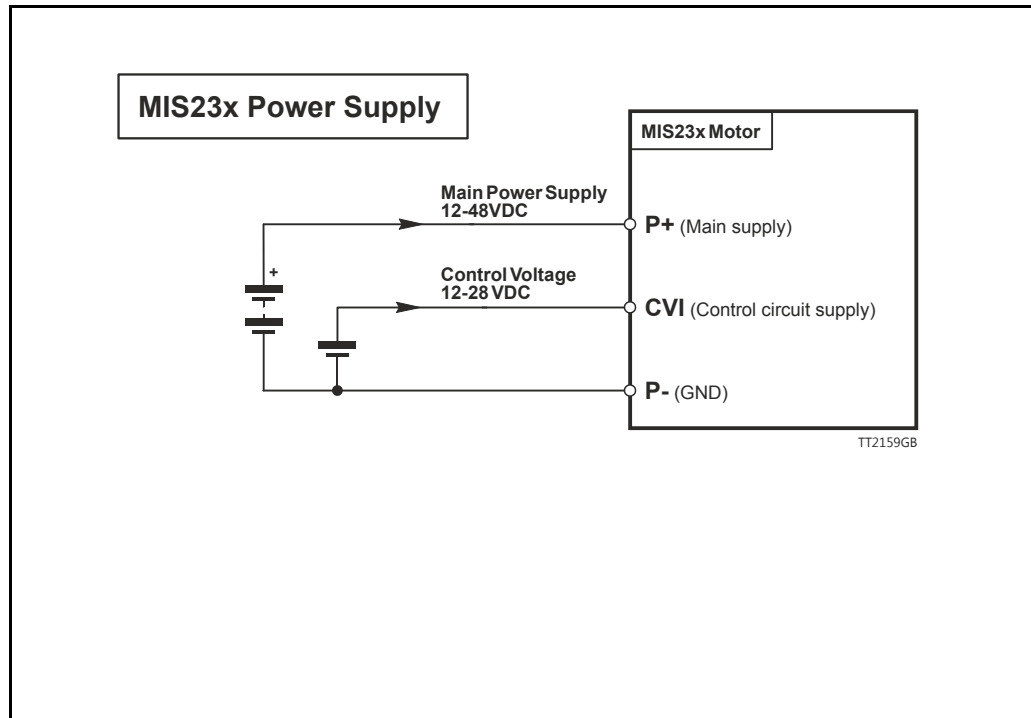 MIS23x Power Supply
MIS23x Motor
Main Power Supply
12-48VDC
P+ (Main supply)
+
Control Voltage
12-28 VDC
CVI (Control circuit supply)
P- (GND)
TT2159GB